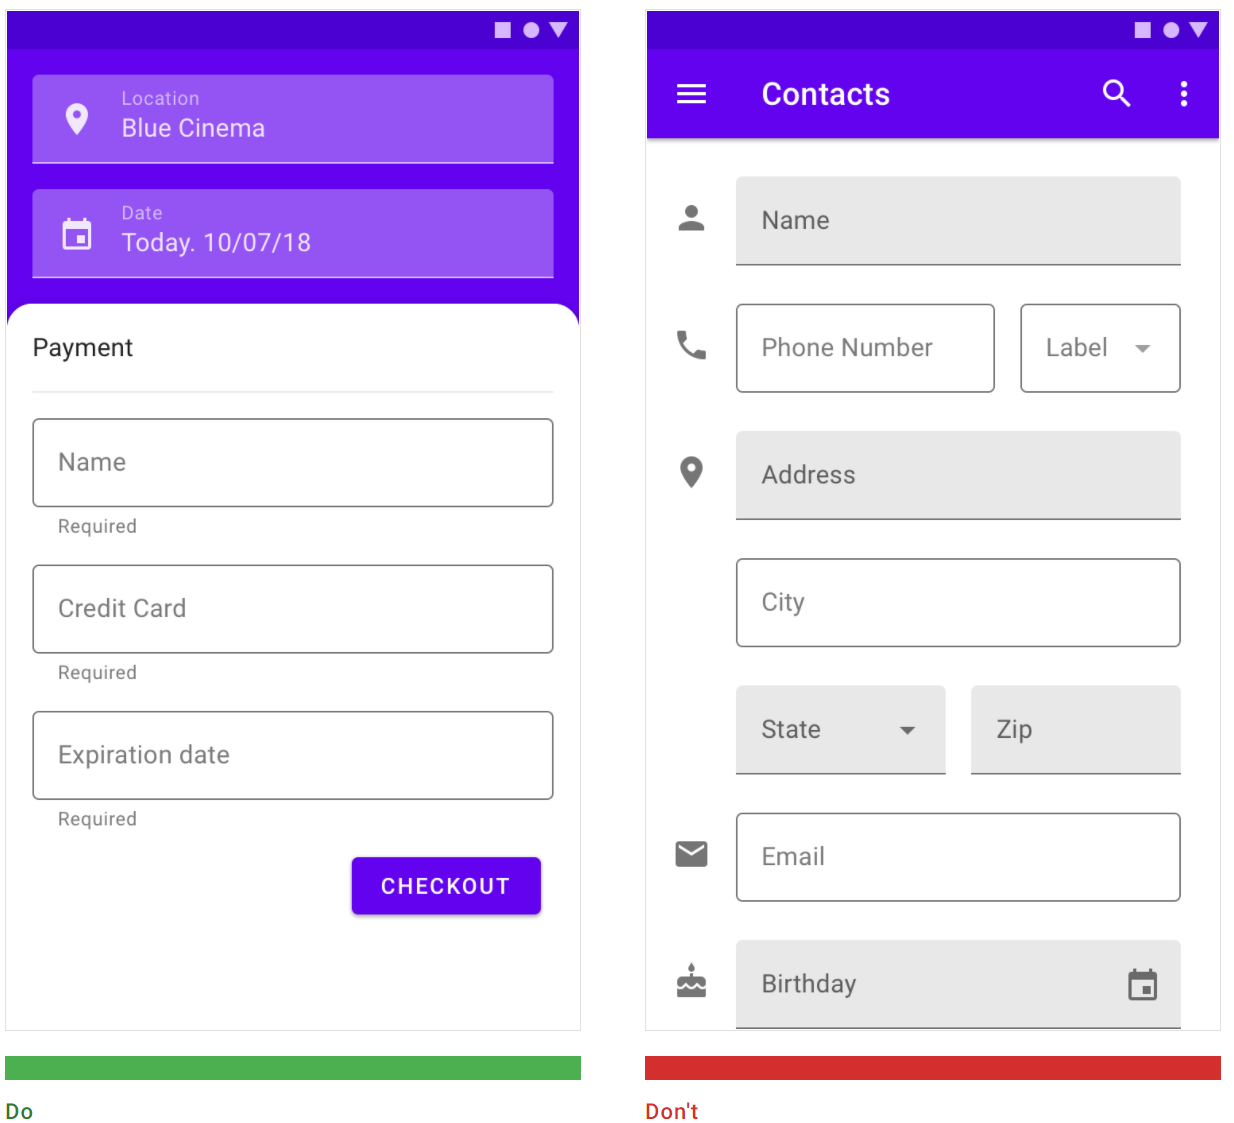 Location
Blue Cinema
Date
Today. 10/07/18
Payment
Name
Required
Credit Card
Required
Expiration date
Required
CHECKOUT
Do
Contacts
Name
Phone Number
Label
Address
City
State
Zip
Email
Birthday
Don't